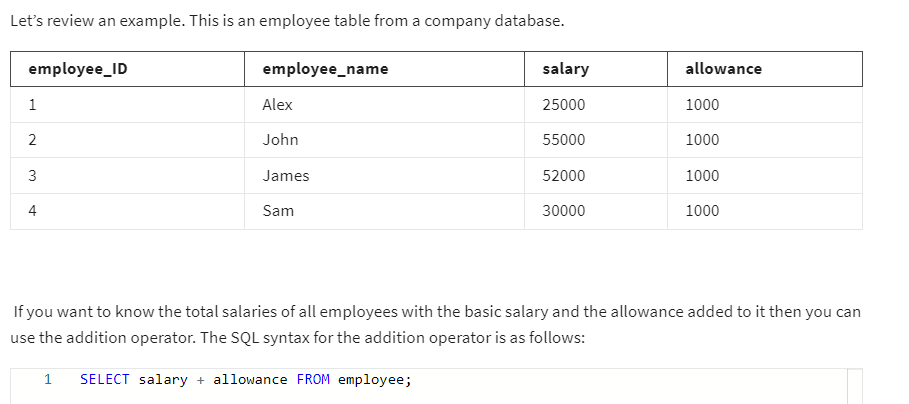 Let's review an example. This is an employee table from a company database.
employee_ID employee_name salary allowance
1 Alex 25000 1000
2 John 55000 1000
3 James 52000 1000
4 Sam 30000 1000
If you want to know the total salaries of all employees with the basic salary and the allowance added to it then you can
use the addition operator. The SQL syntax for the addition operator is as follows:
1 SELECT salary + allowance FROM employee;